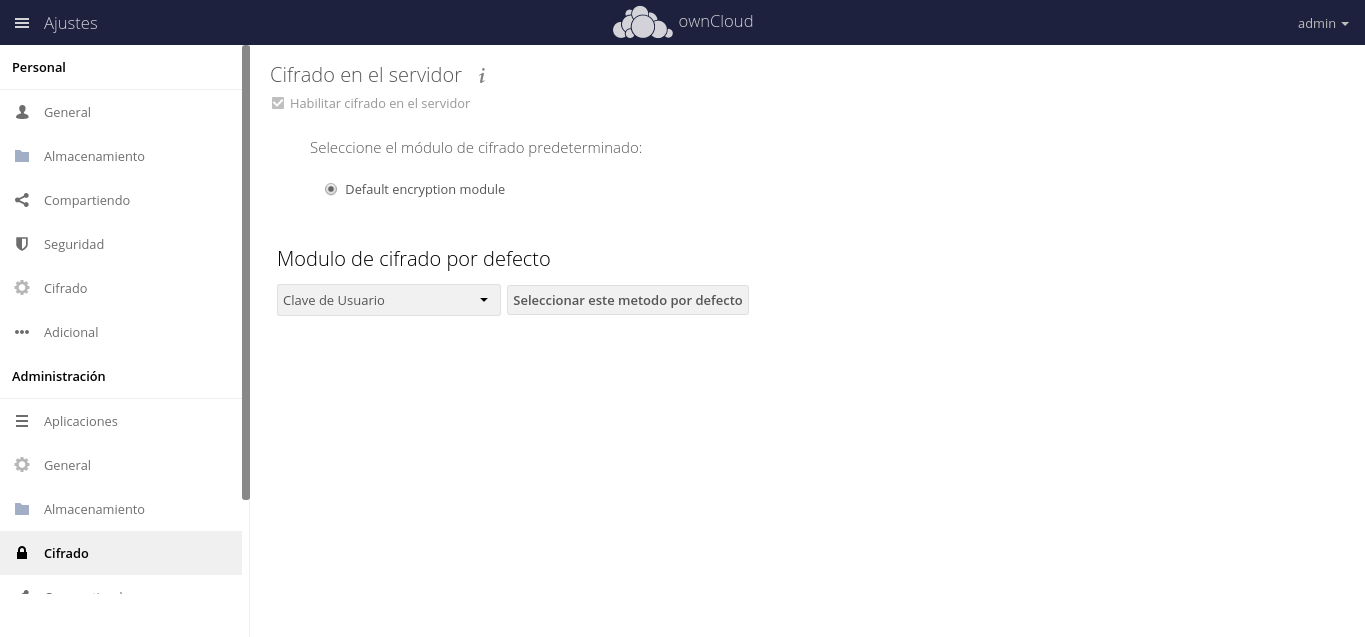 Ajustes
ownCloud
admin
Personal
General
Almacenamiento
Compartiendo
Seguridad
Cifrado
Adicional
Administración
Aplicaciones
General
Almacenamiento
Cifrado
Cifrado en el servidor i
Habilitar cifrado en el servidor
Seleccione el módulo de cifrado predeterminado:
Default encryption module
Modulo de cifrado por defecto
Clave de Usuario
Seleccionar este metodo por defecto